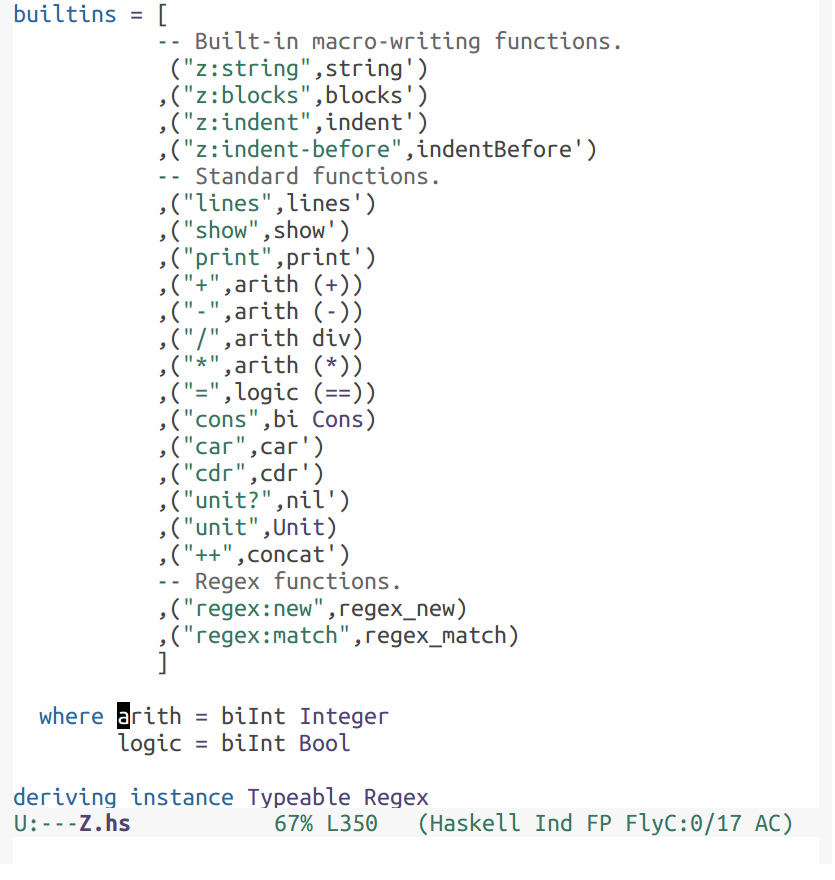 builtins = [
           -- Built-in macro-writing functions.
            ("z:string",string')
           ,("z:blocks",blocks')
           ,("z:indent",indent')
           ,("z:indent-before",indentBefore')
           -- Standard functions.
           ,("lines",lines')
           ,("show",show')
           ,("print",print')
           ,("+",arith (+))
           ,("-",arith (-))
           ,("/",arith div)
           ,("*",arith (*))
           ,("=",logic (==))
           ,("cons",bi Cons)
           ,("car",car')
           ,("cdr",cdr')
           ,("unit?",nil')
           ,("unit",Unit)
           ,("++",concat')
           -- Regex functions.
           ,("regex:new",regex_new)
           ,("regex:match",regex_match)
           ]
  where arith = biInt Integer
        logic = biInt Bool
deriving instance Typeable Regex
U:---Z.hs           67% L350   (Haskell Ind FP FlyC:0/17 AC)